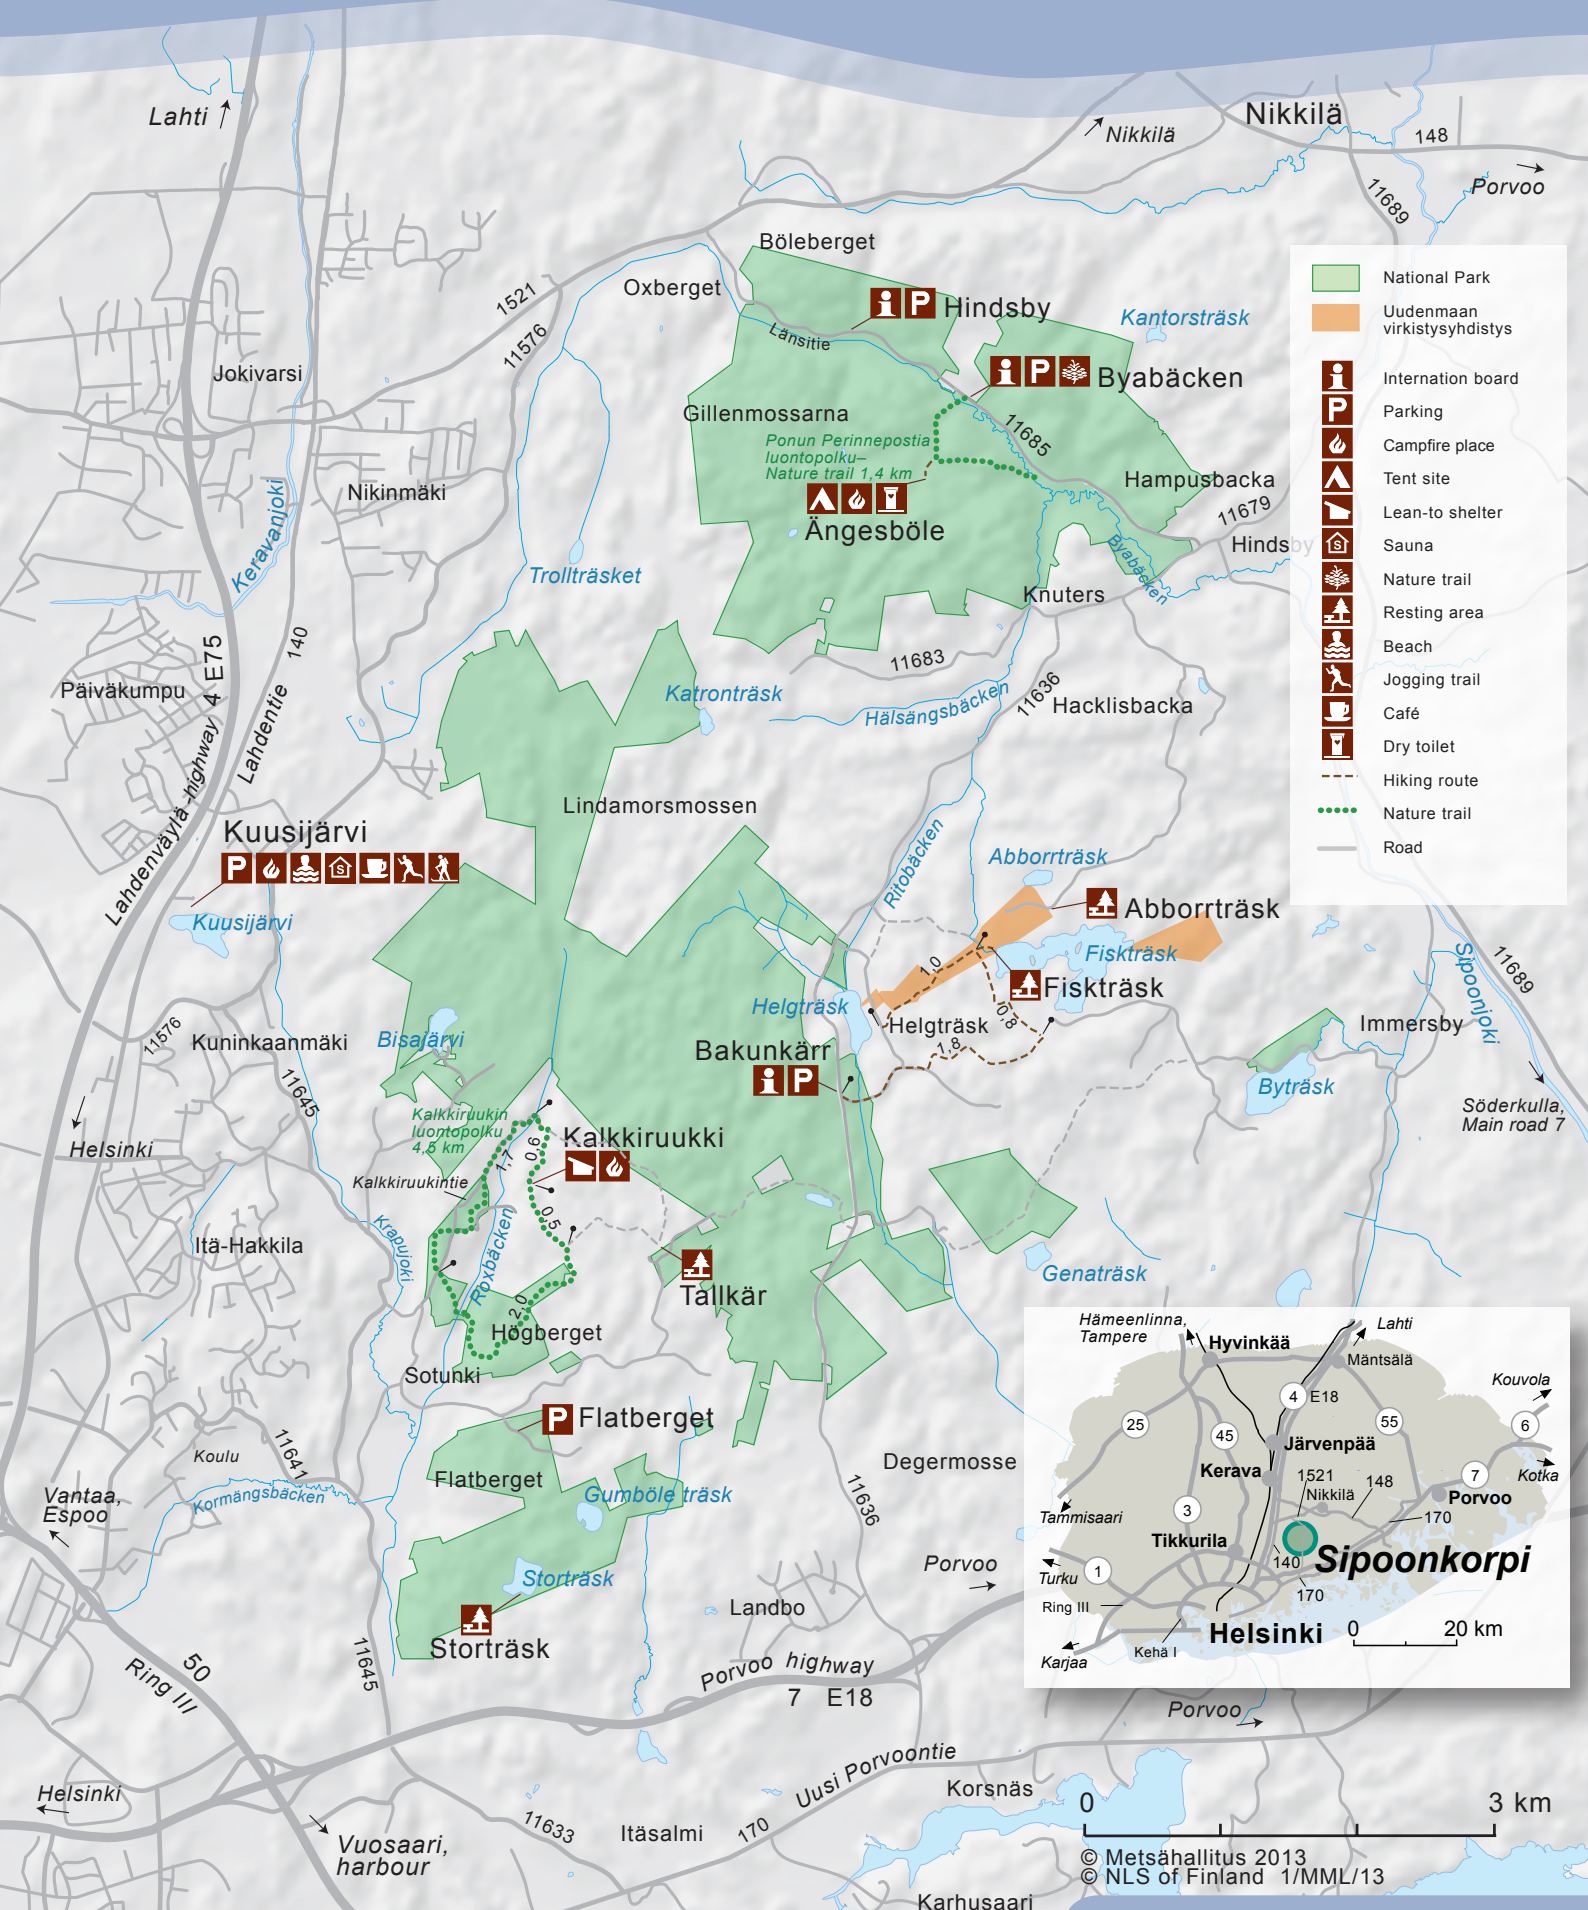 Lahti
Nikkilä
Nikkilä
148
Porvoo
11689
Böleberget
Oxberget
1521
11576
Hindsby
Länsitie
Kantorsträsk
Byabäcken
Jokivarsi
Gillenmossarna
11685
Ponun Perinnepostia
luontopolku–
Nature trail 1,4 km
Hampusbacka
Nikinmäki
11679
Ängesböle
Hindsby
Keravanjoki
Trollträsket
Byabäcken
Knuters
140
11683
4 E75
Päiväkumpu
Katronträsk
Hälsängsbäcken
11636
Hacklisbacka
Lahdentie
Lahdenväylä -highway
Lindamorsmossen
Kuusijärvi
Ritobäcken
Abborrträsk
Abborrträsk
Kuusijärvi
Fiskträsk
Sipoonjoki
11689
1,0
Fiskträsk
Helgträsk
Helgträsk
0,8
1,8
Immersby
11576
Kuninkaanmäki
Bisajärvi
Bakunkärr
Byträsk
11645
Söderkulla,
Main road 7
Kalkkiruukin
luontopolku
4,5 km
Helsinki
Kalkkiruukki
0,6
1,7
Kalkkiruukintie
0,5
Krapujoki
Roxbäcken
Itä-Hakkila
Genaträsk
Tallkär
2,0
Högberget
Sotunki
Flatberget
Koulu
11641
Flatberget
Degermosse
Gumböle träsk
Kormängsbäcken
11636
Vantaa,
Espoo
Storträsk
Porvoo
Landbo
Storträsk
11645
50
Ring III
Porvoo highway
7 E18
Porvoo
Uusi Porvoontie
Helsinki
Korsnäs
11633
Itäsalmi
170
Vuosaari,
harbour
Karhusaari
0
3 km
© Metsähallitus 2013
© NLS of Finland 1/MML/13
National Park
Uudenmaan
virkistysyhdistys
Internation board
Parking
Campfire place
Tent site
Lean-to shelter
Sauna
Nature trail
Resting area
Beach
Jogging trail
Café
Dry toilet
Hiking route
Nature trail
Road
Hämeenlinna,
Tampere
Lahti
Hyvinkää
Mäntsälä
Kouvola
4
E18
25
45
55
6
Järvenpää
Kerava
1521
148
7
Kotka
Nikkilä
Porvoo
Tammisaari
3
170
Tikkurila
140
Sipoonkorpi
Turku
1
170
Ring III
Helsinki
0
20 km
Kehä I
Karjaa
P
P
P
P
P
P
S
S